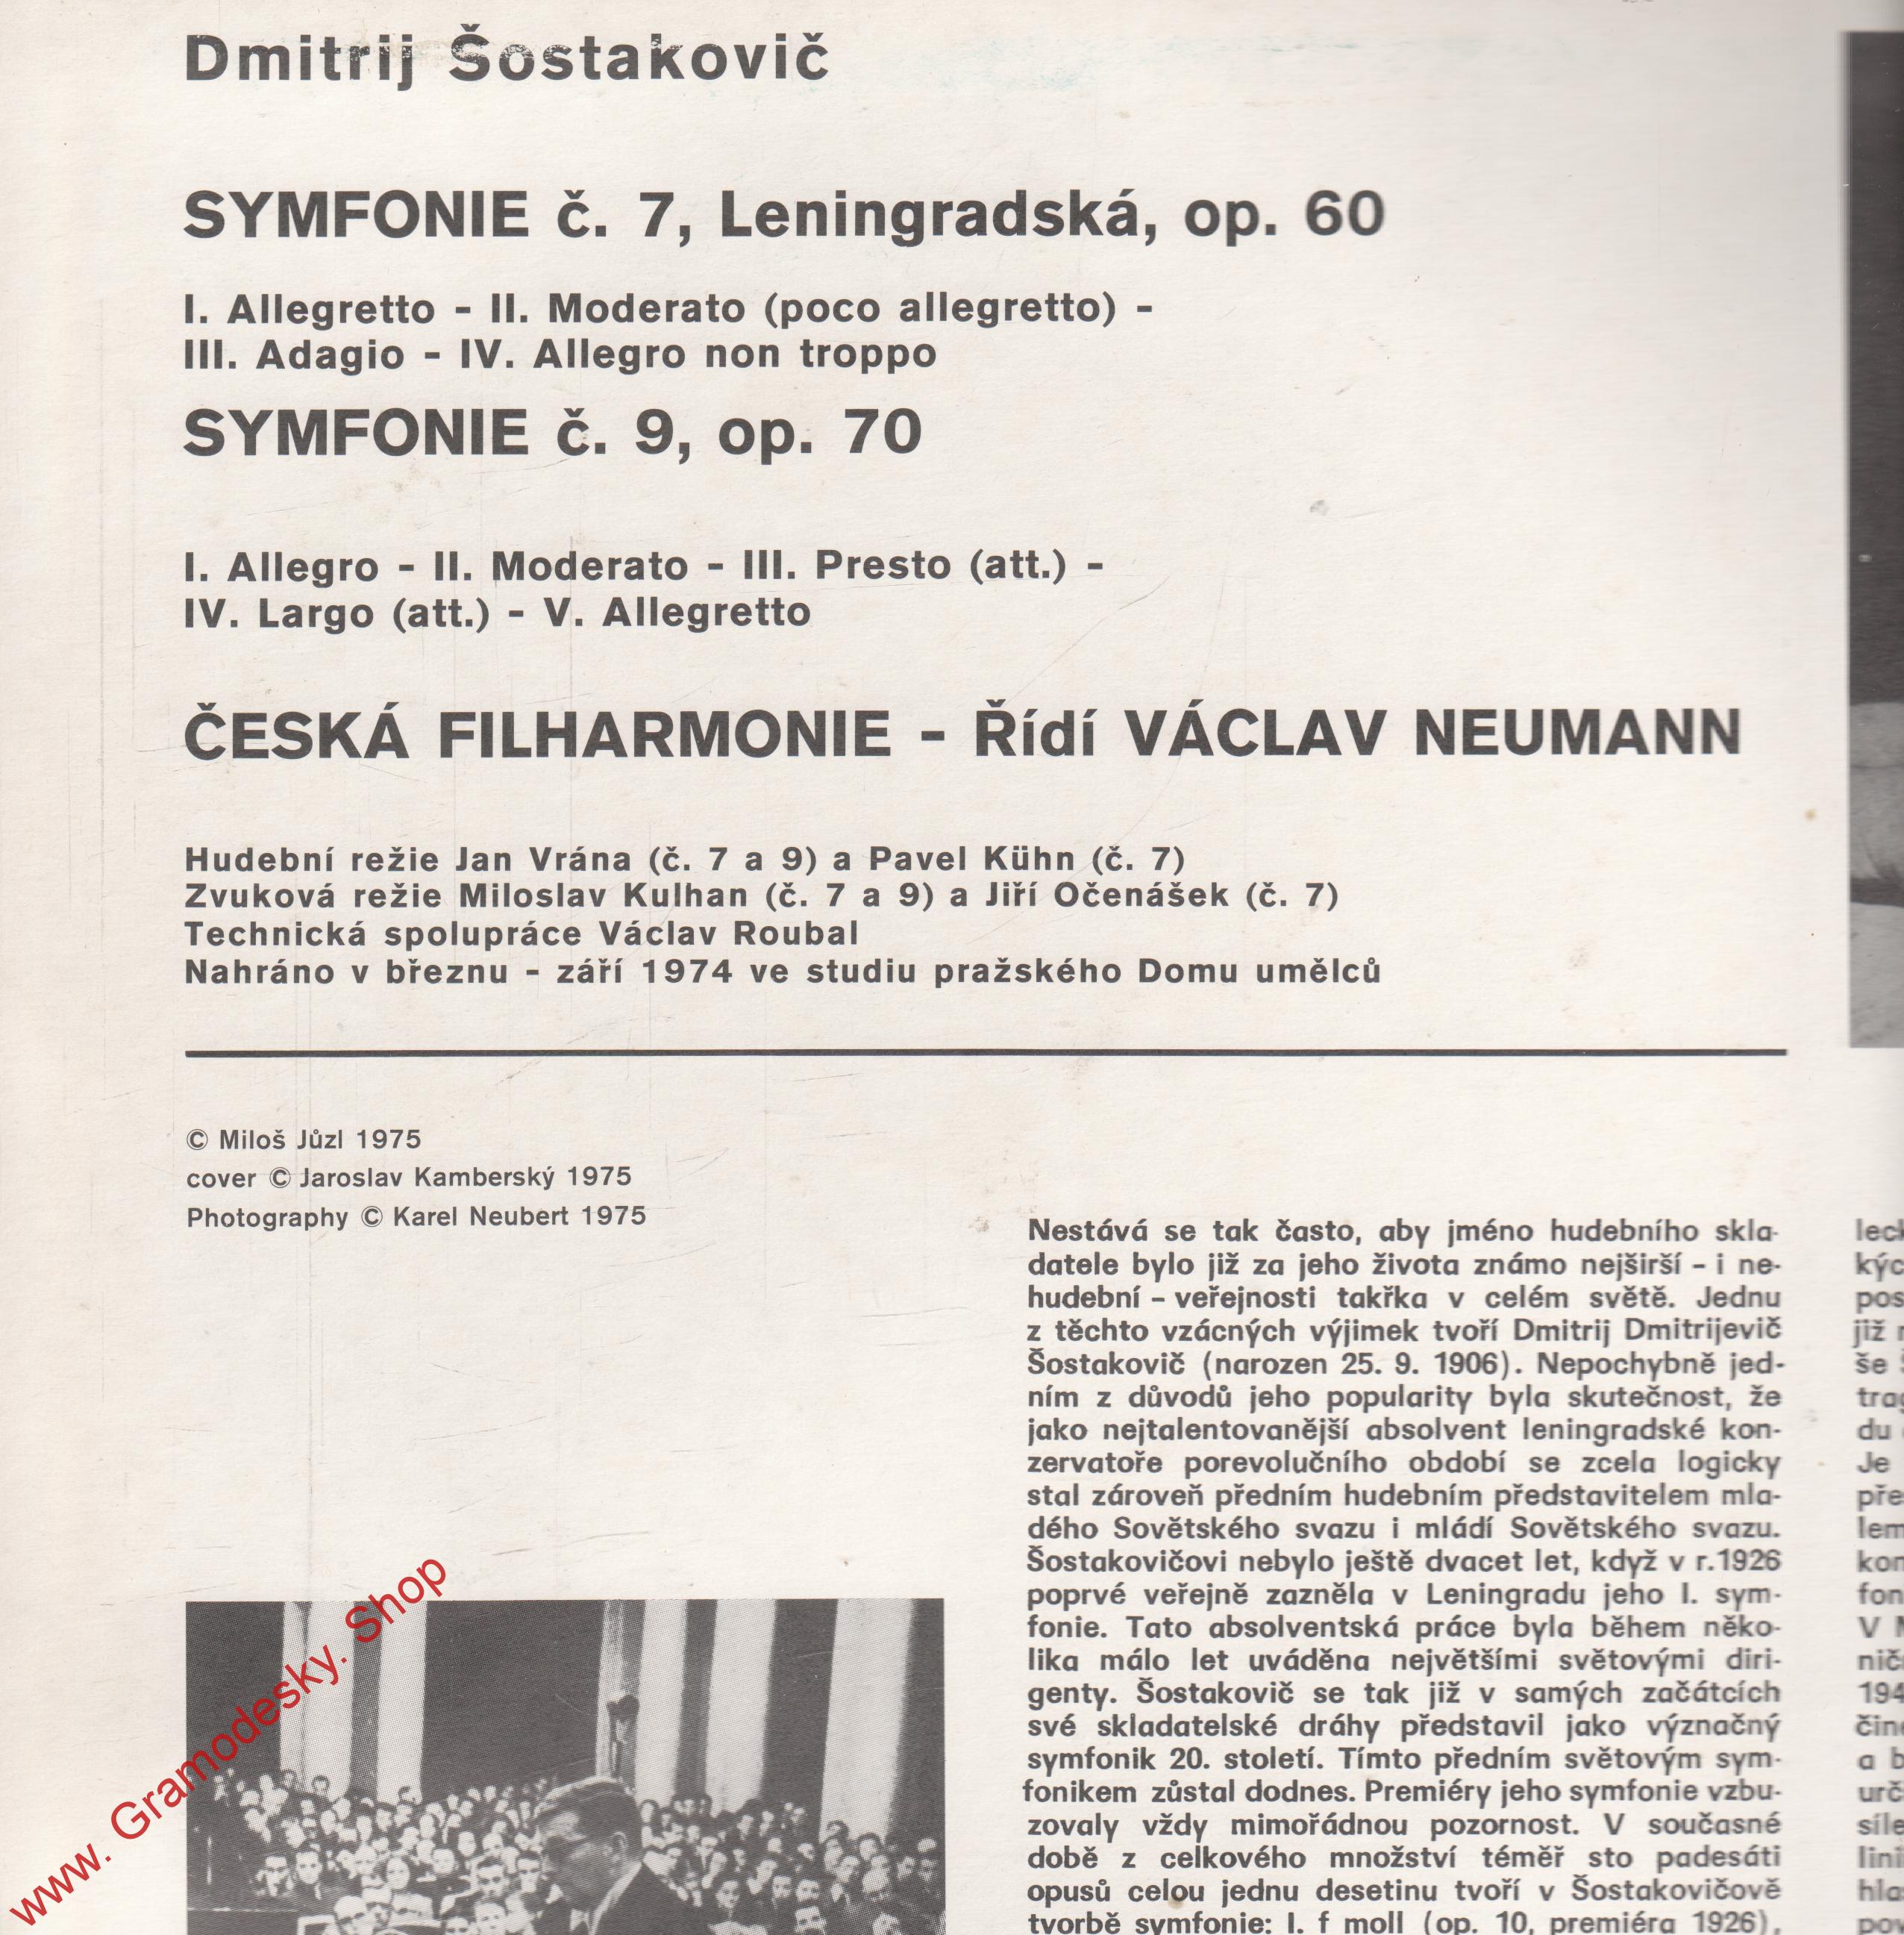 Dmitrij Šostakovič
SYMFONIE č. 7, Leningradská, op. 60
I. Allegretto - II. Moderato (poco allegretto) -
III. Adagio - IV. Allegro non troppo
SYMFONIE č. 9, op. 70
I. Allegro - II. Moderato - III. Presto (att.) -
IV. Largo (att.) - V. Allegretto
ČESKÁ FILHARMONIE - Řídí VÁCLAV NEUMANN
Hudební režie Jan Vrána (č. 7 a 9) a Pavel Kühn (č. 7)
Zvuková režie Miloslav Kulhan (č. 7 a 9) a Jiří Očenášek (č. 7)
Technická spolupráce Václav Roubal
Nahráno v březnu - září 1974 ve studiu pražského Domu umělců
© Miloš Jůzl 1975
cover © Jaroslav Kamberský 1975
Photography © Karel Neubert 1975
Nestává se tak často, aby jméno hudebního skla-
datele bylo již za jeho života známo nejširší - i ne-
hudební - veřejnosti takřka v celém světě. Jednu
z těchto vzácných výjimek tvoří Dmitrij Dmitrijevič
Šostakovič (narozen 25. 9. 1906). Nepochybně jed-
ním z důvodů jeho popularity byla skutečnost, že
jako nejtalentovanější absolvent leningradské kon-
zervatoře porevolučního období se zcela logicky
stal zároveň předním hudebním představitelem mla-
dého Sovětského svazu i mládí Sovětského svazu.
Šostakovičovi nebylo ještě dvacet let, když v r.1926
poprvé veřejně zazněla v Leningradu jeho I. sym-
fonie. Tato absolventská práce byla během něko-
lika málo let uváděna největšími světovými diri-
genty. Šostakovič se tak již v samých začátcích
své skladatelské dráhy představil jako význačný
symfonik 20. století. Tímto předním světovým sym-
fonikem zůstal dodnes. Premiéry jeho symfonie vzbu-
zovaly vždy mimořádnou pozornost. V současné
době z celkového množství téměř sto padesáti
opusů celou jednu desetinu tvoří v Šostakovičově
tvorbě symfonie: I. f moll (op. 10, premiéra 1926),
www. Gramodesky. Shop